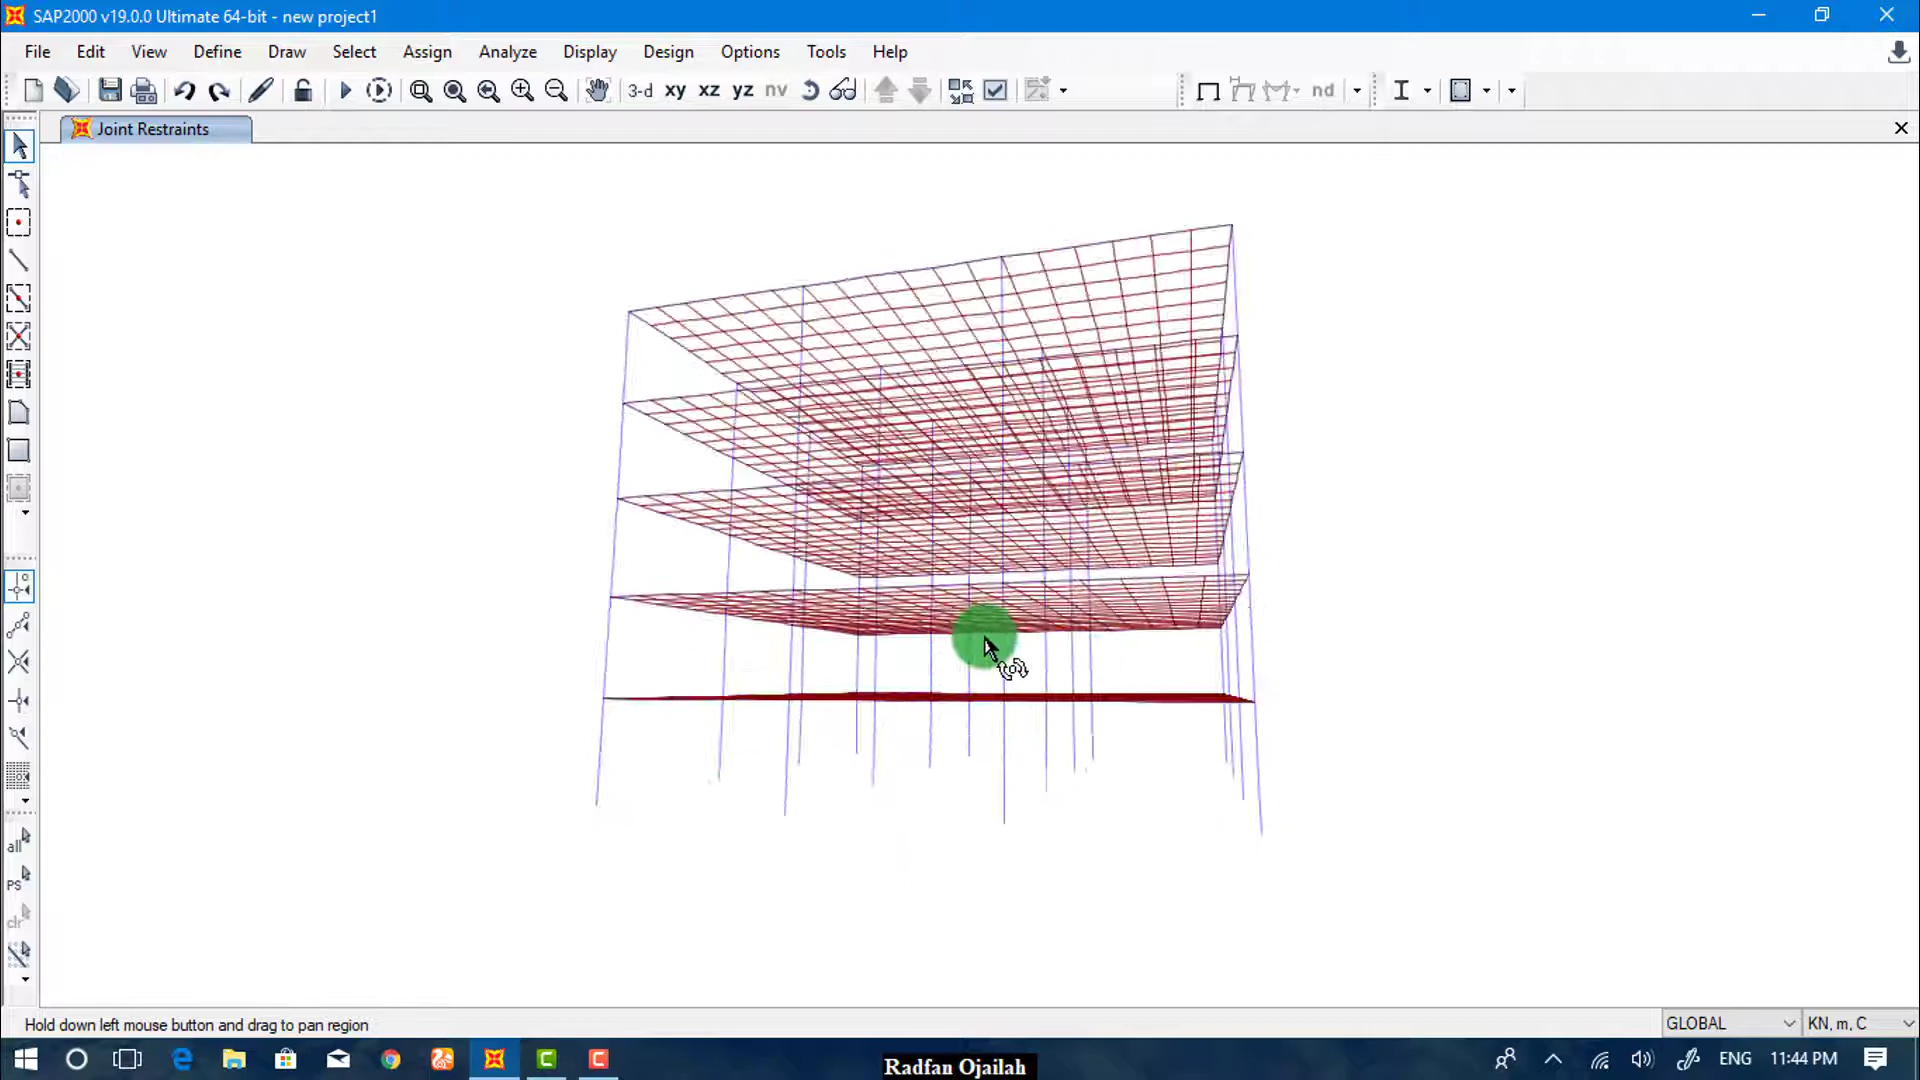 SAP2000 v19.0.0 Ultimate 64-bit - new project1
File Edit View Define Draw Select Assign Analyze Display Design Options Tools Help
3-d xy xz yz nv nd
Joint Restraints
all
PS
clr
Hold down left mouse button and drag to pan region
GLOBAL
KN, m, C
Radfan Ojailah
ENG 11:44 PM